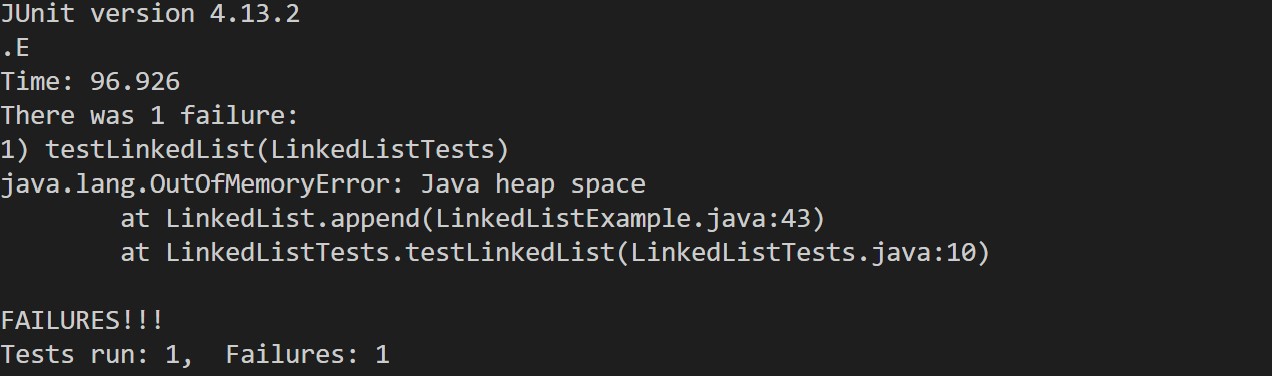 JUnit version 4.13.2
.E
Time: 96.926
There was 1 failure:
1) testLinkedList(LinkedListTests)
java.lang.OutOfMemoryError: Java heap space
        at LinkedList.append(LinkedListExample.java:43)
        at LinkedListTests.testLinkedList(LinkedListTests.java:10)
FAILURES!!!
Tests run: 1,  Failures: 1